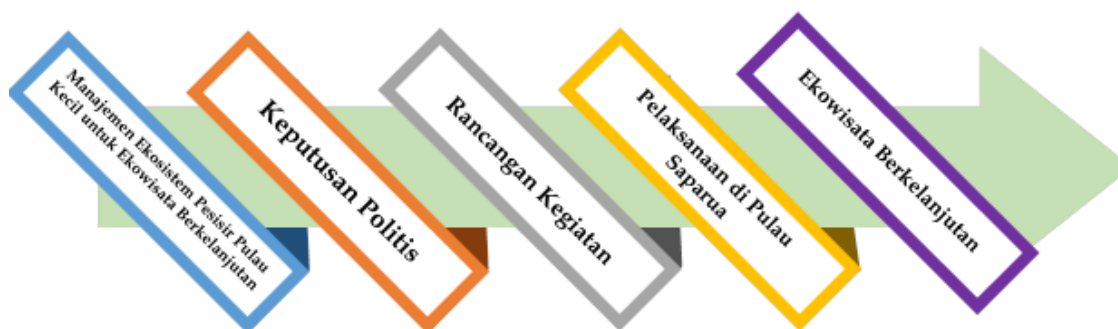 Manajemen Ekosistem Pesisir Pulau
Kecil untuk Ekowisata Berkelanjutan
Keputusan Politis
Rancangan Kegiatan
Pelaksanaan di Pulau
Saparua
Ekowisata Berkelanjutan